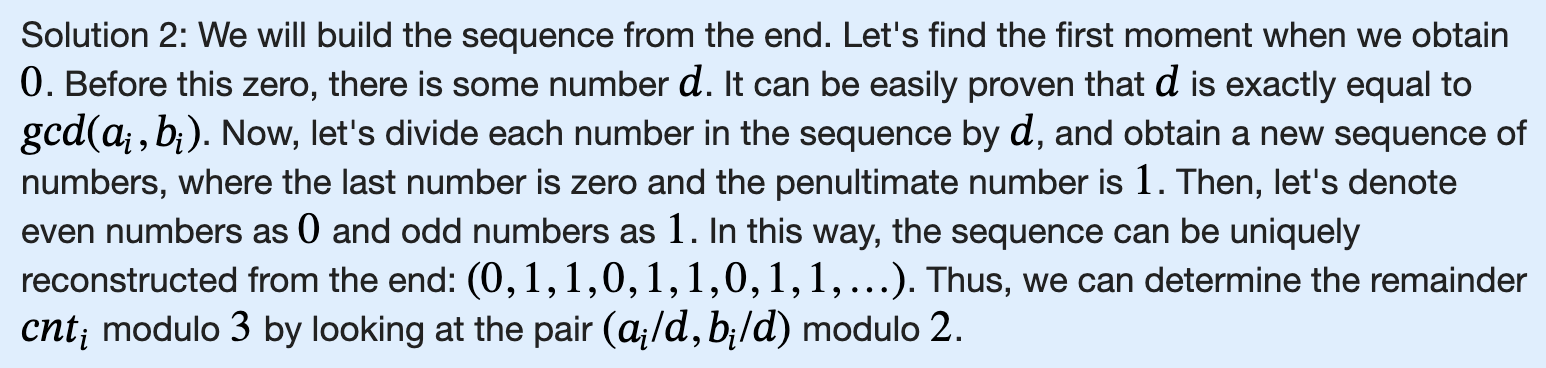 Solution 2: We will build the sequence from the end. Let's find the first moment when we obtain
0. Before this zero, there is some number d. It can be easily proven that d is exactly equal to
gcd(a_i, b_i). Now, let's divide each number in the sequence by d, and obtain a new sequence of
numbers, where the last number is zero and the penultimate number is 1. Then, let's denote
even numbers as 0 and odd numbers as 1. In this way, the sequence can be uniquely
reconstructed from the end: (0, 1, 1, 0, 1, 1, 0, 1, 1, …). Thus, we can determine the remainder
cnt_i modulo 3 by looking at the pair (a_i/d, b_i/d) modulo 2.